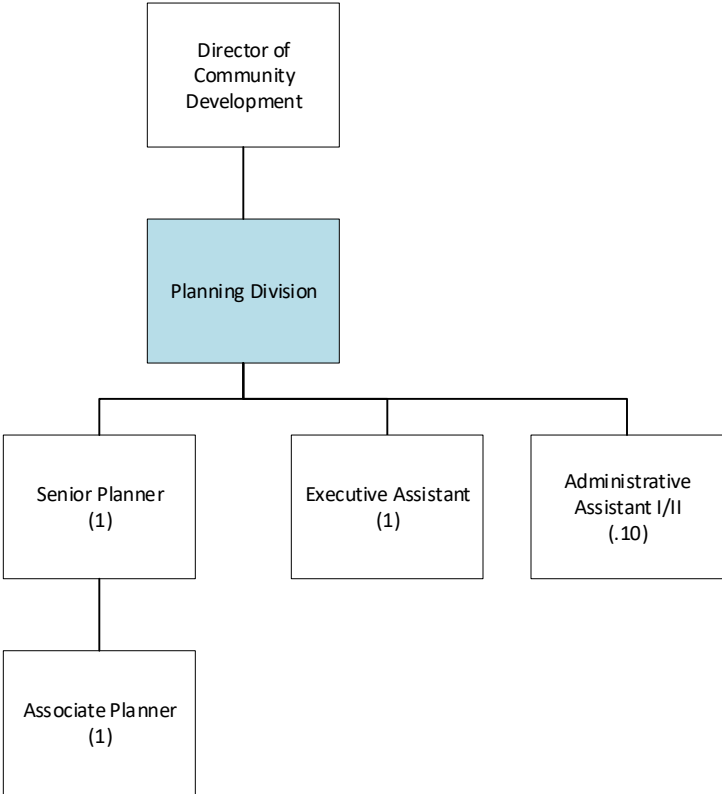 Director of
Community
Development
Planning Division
Senior Planner
(1)
Executive Assistant
(1)
Administrative
Assistant I/II
(.10)
Associate Planner
(1)